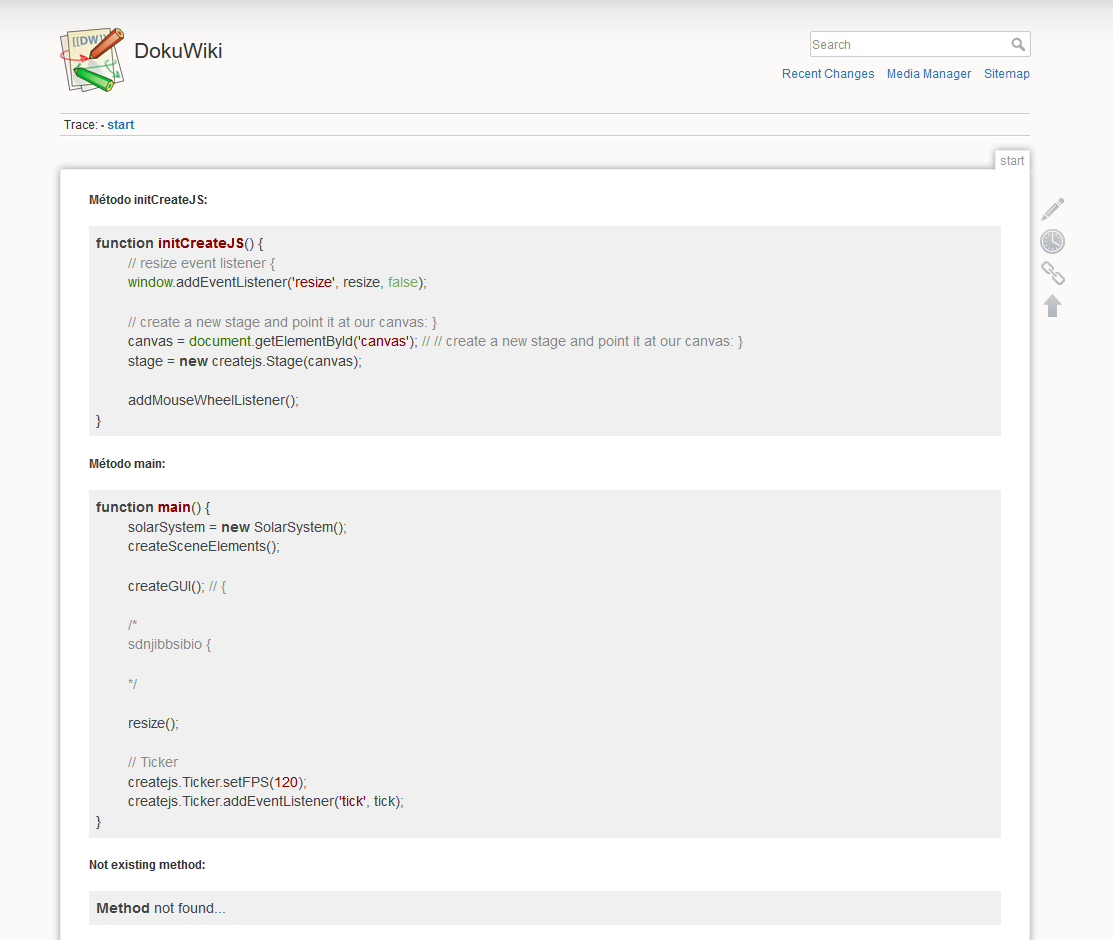 [[DW]]
DokuWiki
Search
Recent Changes Media Manager Sitemap
Trace: • start
start
Método initCreateJS:
function initCreateJS() {
// resize event listener {
window.addEventListener('resize', resize, false);
// create a new stage and point it at our canvas: }
canvas = document.getElementById('canvas'); // // create a new stage and point it at our canvas: }
stage = new createjs.Stage(canvas);
addMouseWheelListener();
}
Método main:
function main() {
solarSystem = new SolarSystem();
createSceneElements();
createGUI(); // {
/*
sdnjibbsibio {
*/
resize();
// Ticker
createjs.Ticker.setFPS(120);
createjs.Ticker.addEventListener('tick', tick);
}
Not existing method:
Method not found...